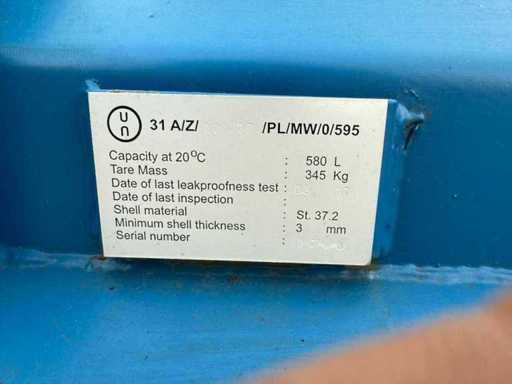 un 31 A/Z/ /PL/MW/0/595
Capacity at 20°C : 580 L
Tare Mass : 345 Kg
Date of last leakproofness test :
Date of last inspection :
Shell material : St. 37.2
Minimum shell thickness : 3 mm
Serial number :